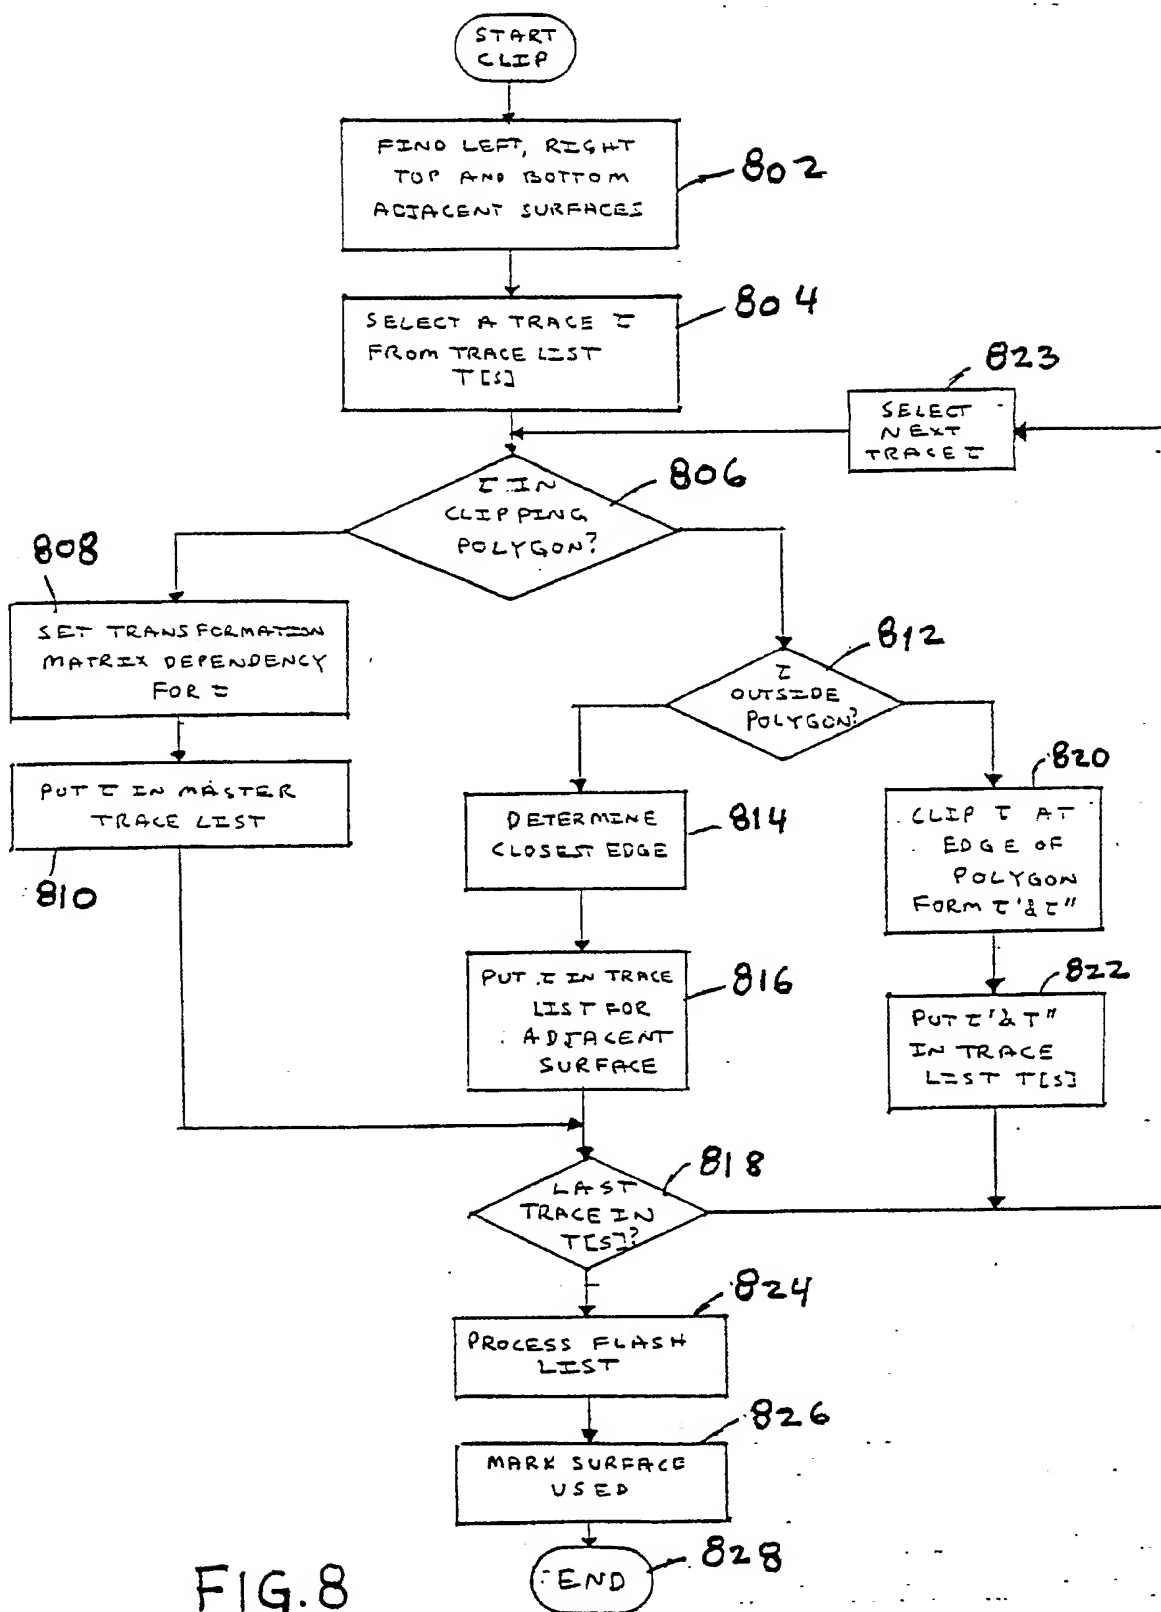 START
CLIP
FIND LEFT, RIGHT
TOP AND BOTTOM
ADJACENT SURFACES
802
SELECT A TRACE τ
FROM TRACE LIST
T[S]
804
823
SELECT
NEXT
TRACE τ
τ IN
CLIPPING
POLYGON?
806
808
SET TRANSFORMATION
MATRIX DEPENDENCY
FOR τ
812
τ
OUTSIDE
POLYGON?
PUT τ IN MASTER
TRACE LIST
810
DETERMINE
CLOSEST EDGE
814
820
CLIP τ AT
EDGE OF
POLYGON
FORM τ'& τ"
PUT τ IN TRACE
LIST FOR
ADJACENT
SURFACE
816
822
PUT τ'& τ"
IN TRACE
LIST T[S]
LAST
TRACE IN
T[S]?
818
824
PROCESS FLASH
LIST
826
MARK SURFACE
USED
END
828
FIG.8